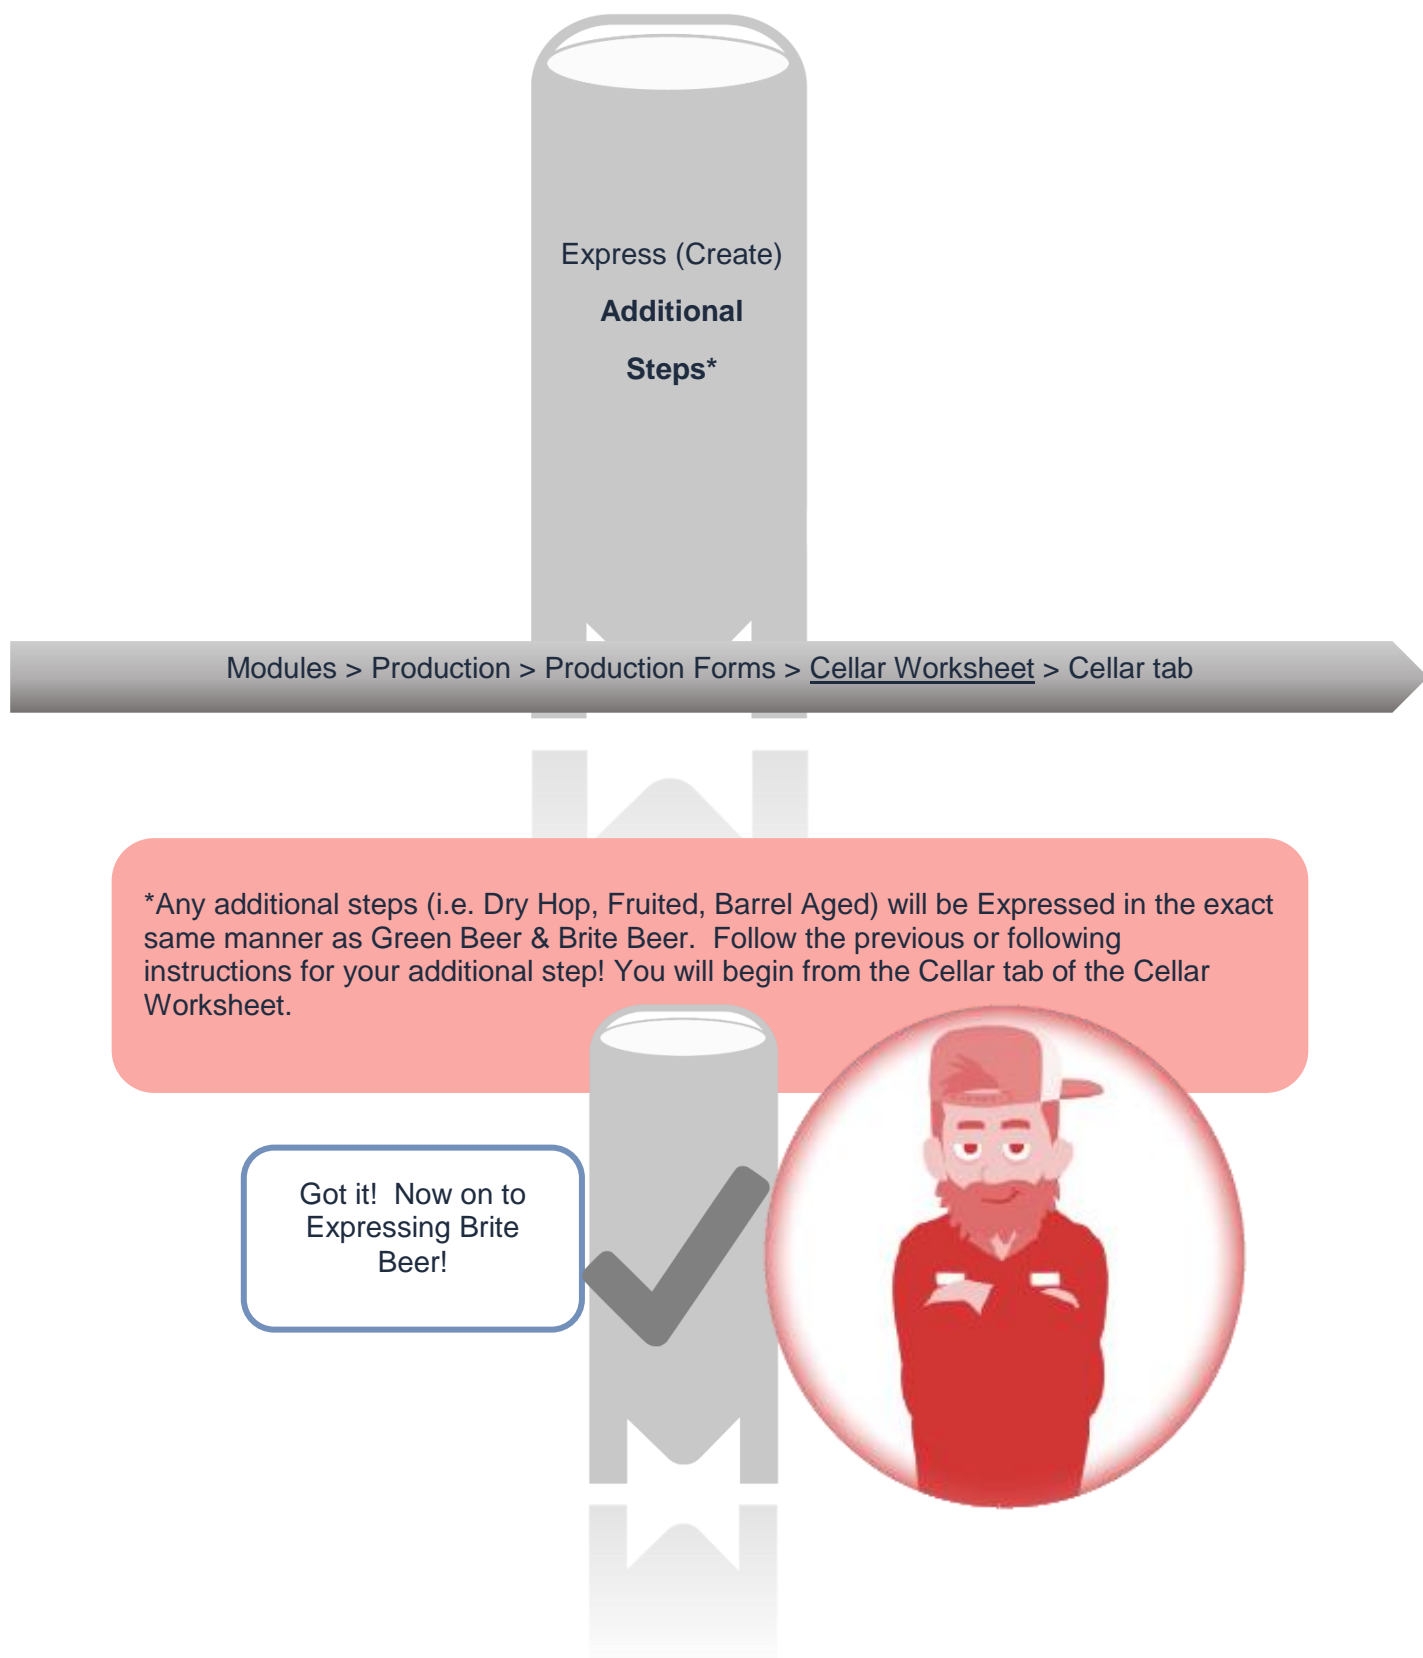 Express (Create)
Additional
Steps*
Modules > Production > Production Forms > Cellar Worksheet > Cellar tab
*Any additional steps (i.e. Dry Hop, Fruited, Barrel Aged) will be Expressed in the exact
same manner as Green Beer & Brite Beer.  Follow the previous or following
instructions for your additional step! You will begin from the Cellar tab of the Cellar
Worksheet.
Got it!  Now on to
Expressing Brite
Beer!